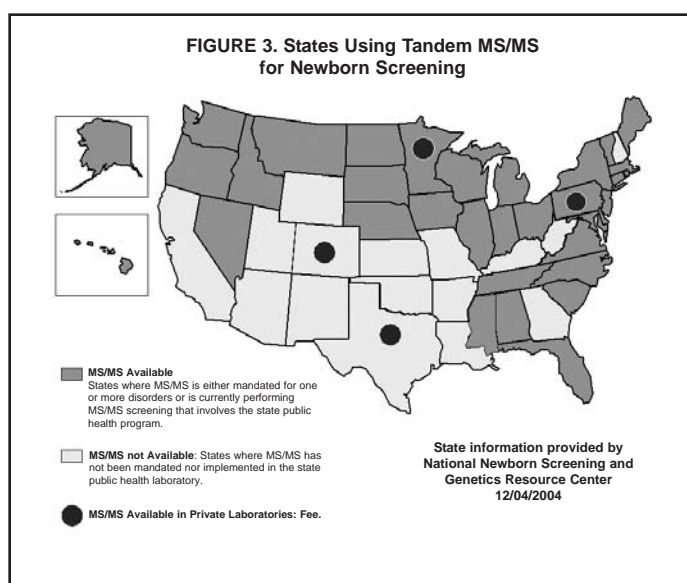 FIGURE 3. States Using Tandem MS/MS
for Newborn Screening
MS/MS Available
States where MS/MS is either mandated for one
or more disorders or is currently performing
MS/MS screening that involves the state public
health program.
MS/MS not Available: States where MS/MS has
not been mandated nor implemented in the state
public health laboratory.
MS/MS Available in Private Laboratories: Fee.
State information provided by
National Newborn Screening and
Genetics Resource Center
12/04/2004